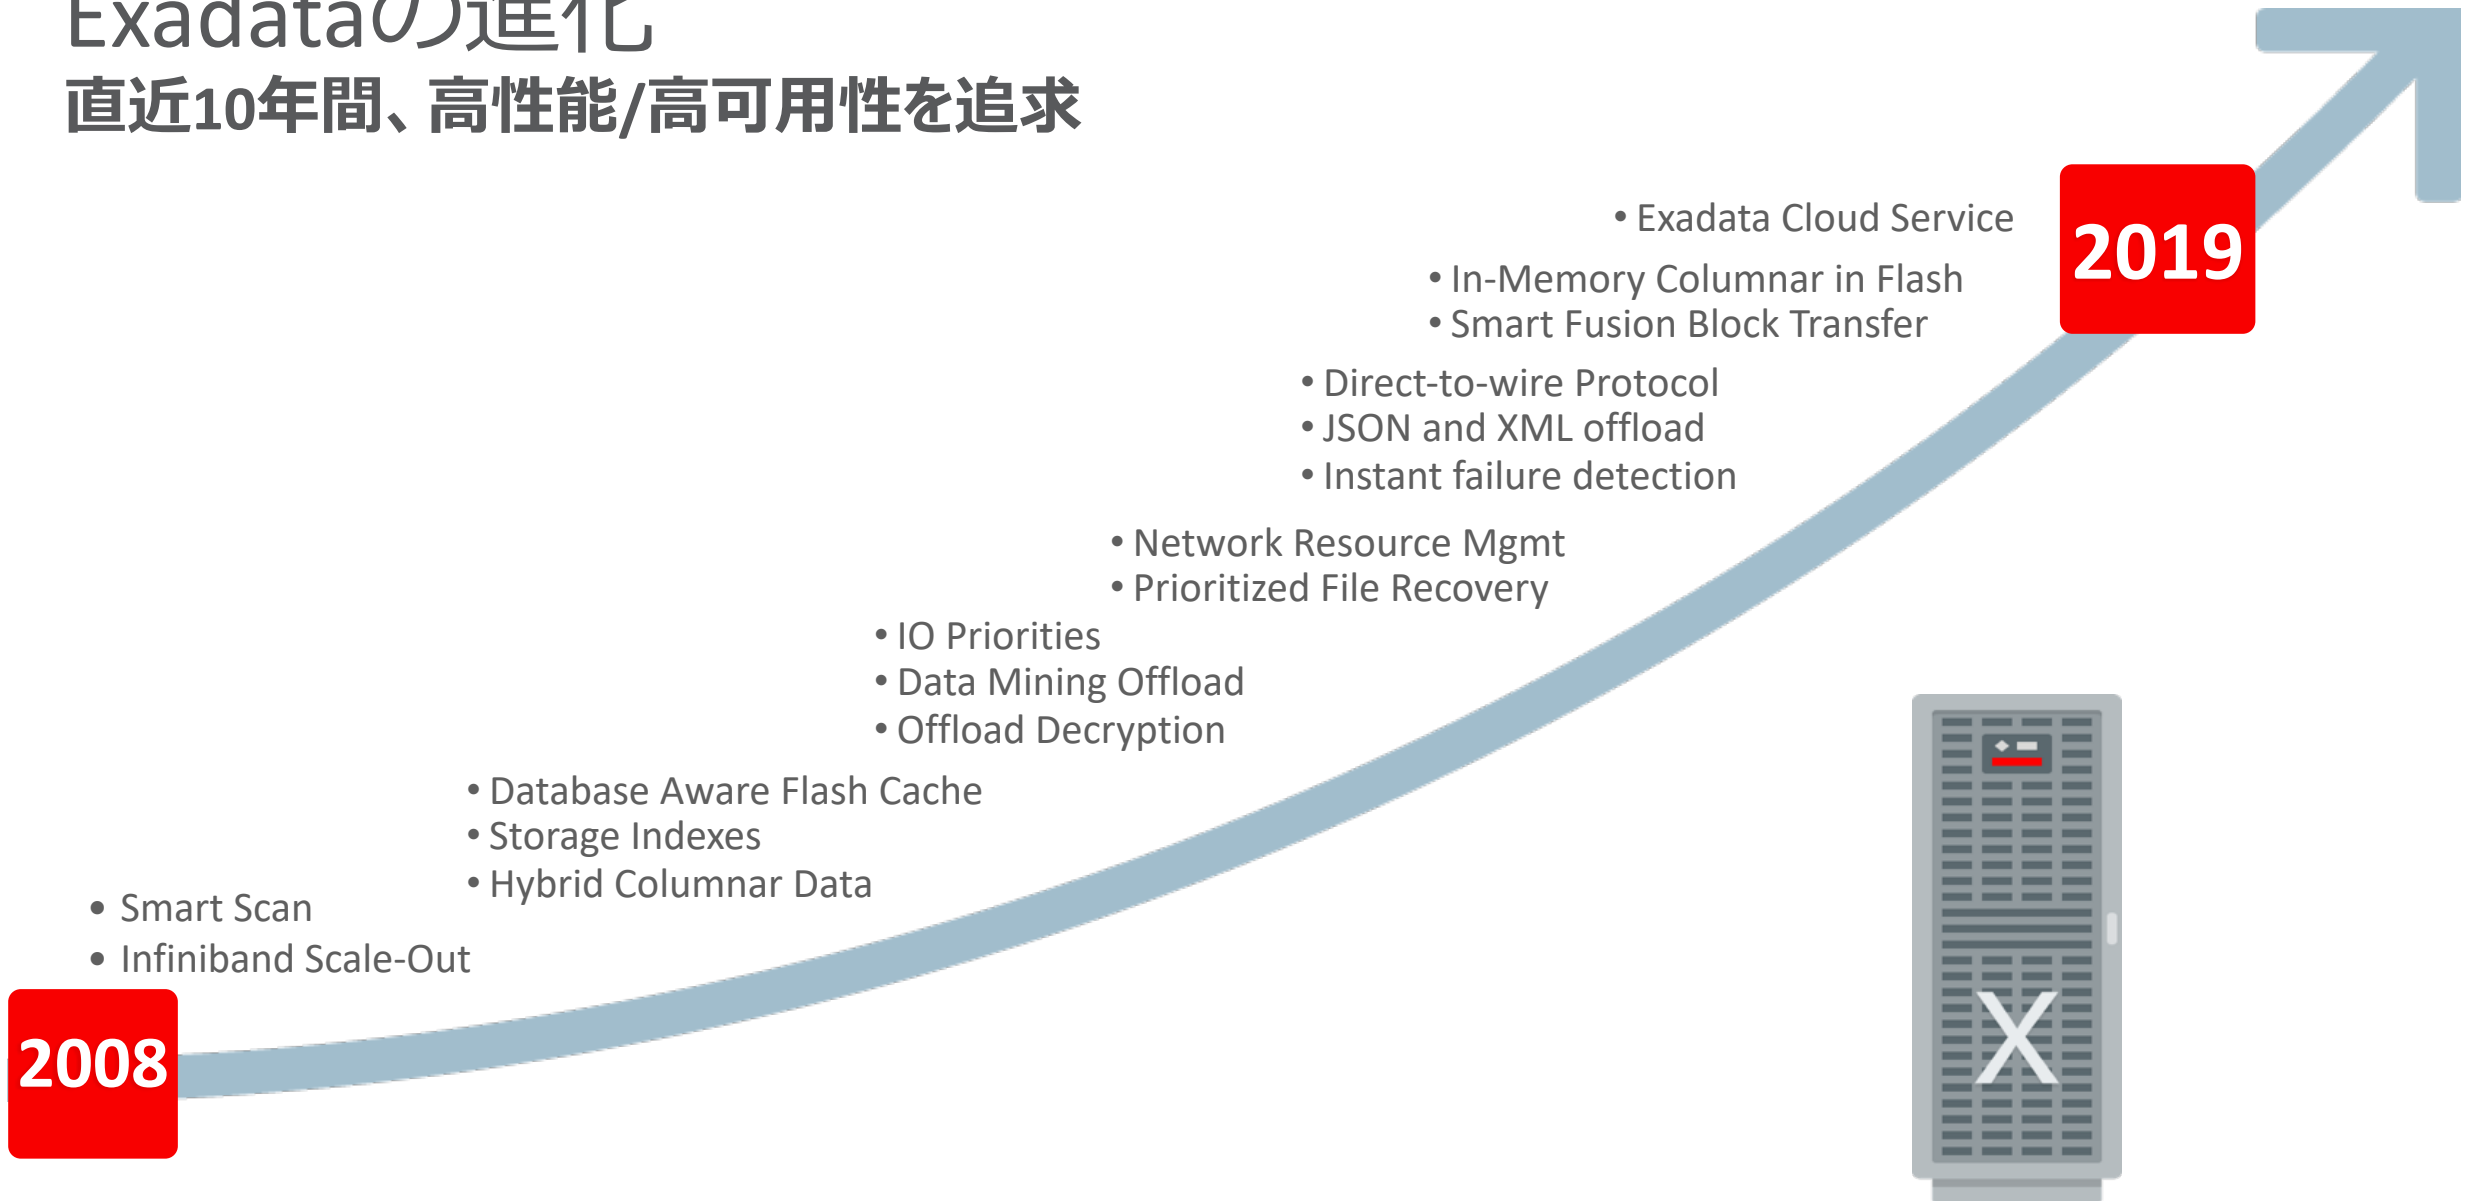 Exadataの進化
直近10年間、高性能/高可用性を追求
• Exadata Cloud Service
2019
• In-Memory Columnar in Flash
• Smart Fusion Block Transfer
• Direct-to-wire Protocol
• JSON and XML offload
• Instant failure detection
• Network Resource Mgmt
• Prioritized File Recovery
• IO Priorities
• Data Mining Offload
• Offload Decryption
• Database Aware Flash Cache
• Storage Indexes
• Hybrid Columnar Data
• Smart Scan
• Infiniband Scale-Out
2008
X